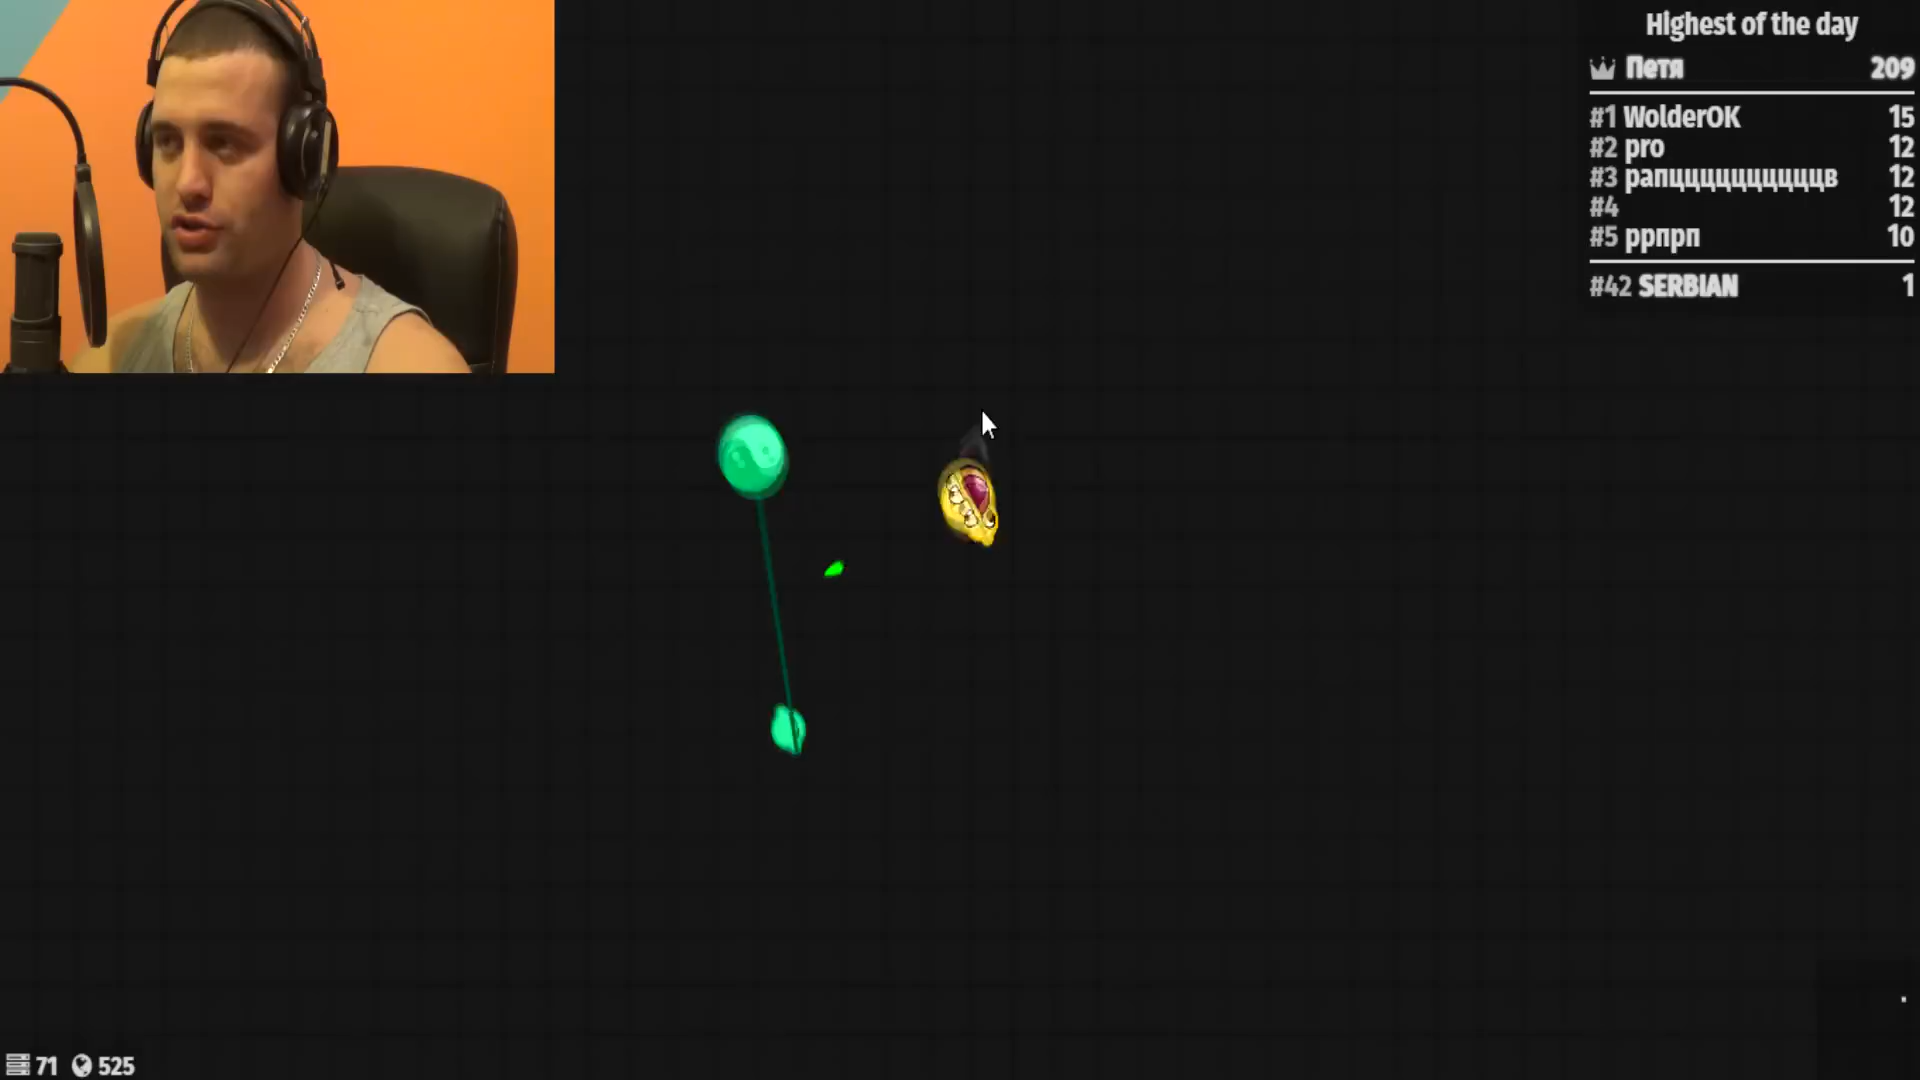 Highest of the day
Петя 209
#1 WolderOK 15
#2 pro 12
#3 рапццццццццццв 12
#4 12
#5 ррпрп 10
#42 SERBIAN 1
71 525